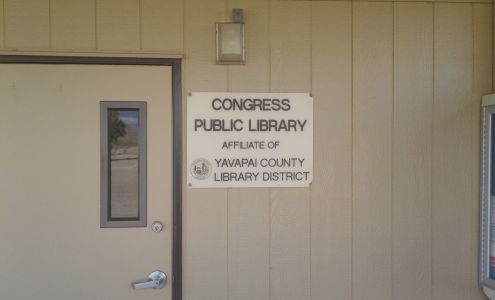 CONGRESS
PUBLIC LIBRARY
AFFILIATE OF
YAVAPAI COUNTY
LIBRARY DISTRICT